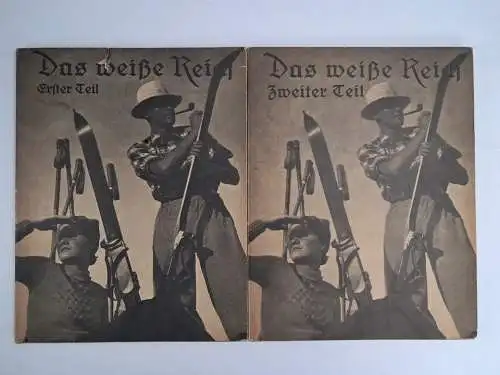 Das weiße Reich
Erster Teil
Das weiße Reich
Zweiter Teil